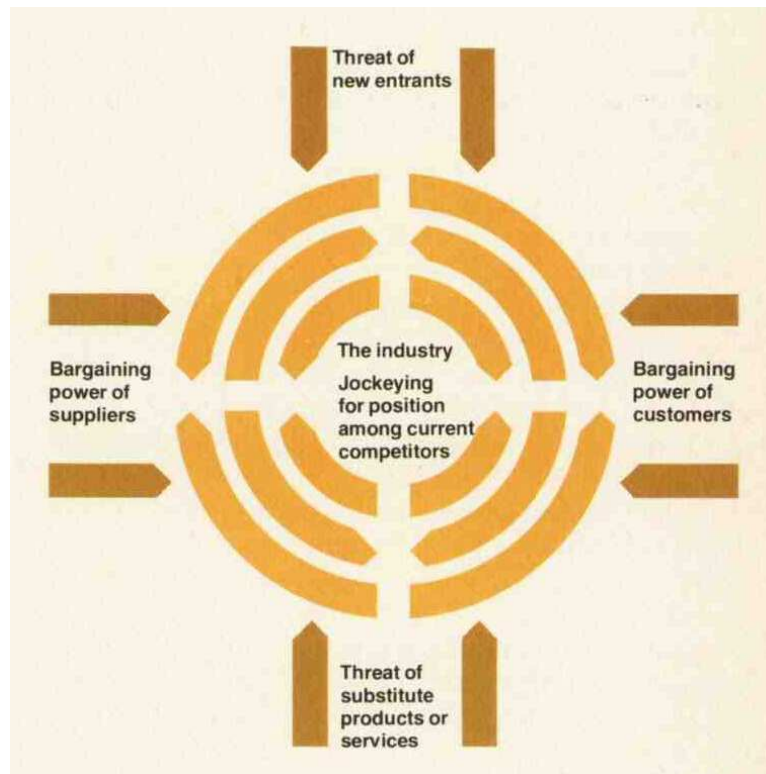 Threat of
new entrants
Bargaining
power of
suppliers
The industry
Jockeying
for position
among current
competitors
Bargaining
power of
customers
Threat of
substitute
products or
services